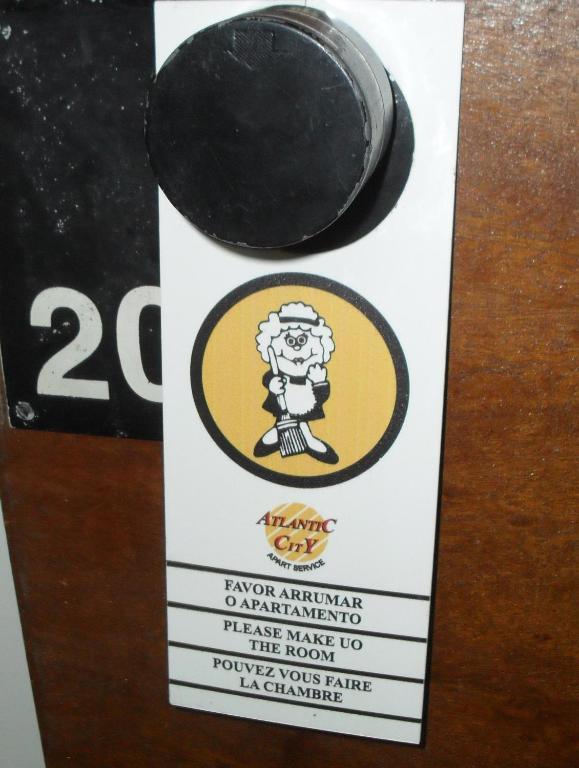 20
ATLANTIC
CITY
APART SERVICE
FAVOR ARRUMAR
O APARTAMENTO
PLEASE MAKE UO
THE ROOM
POUVEZ VOUS FAIRE
LA CHAMBRE